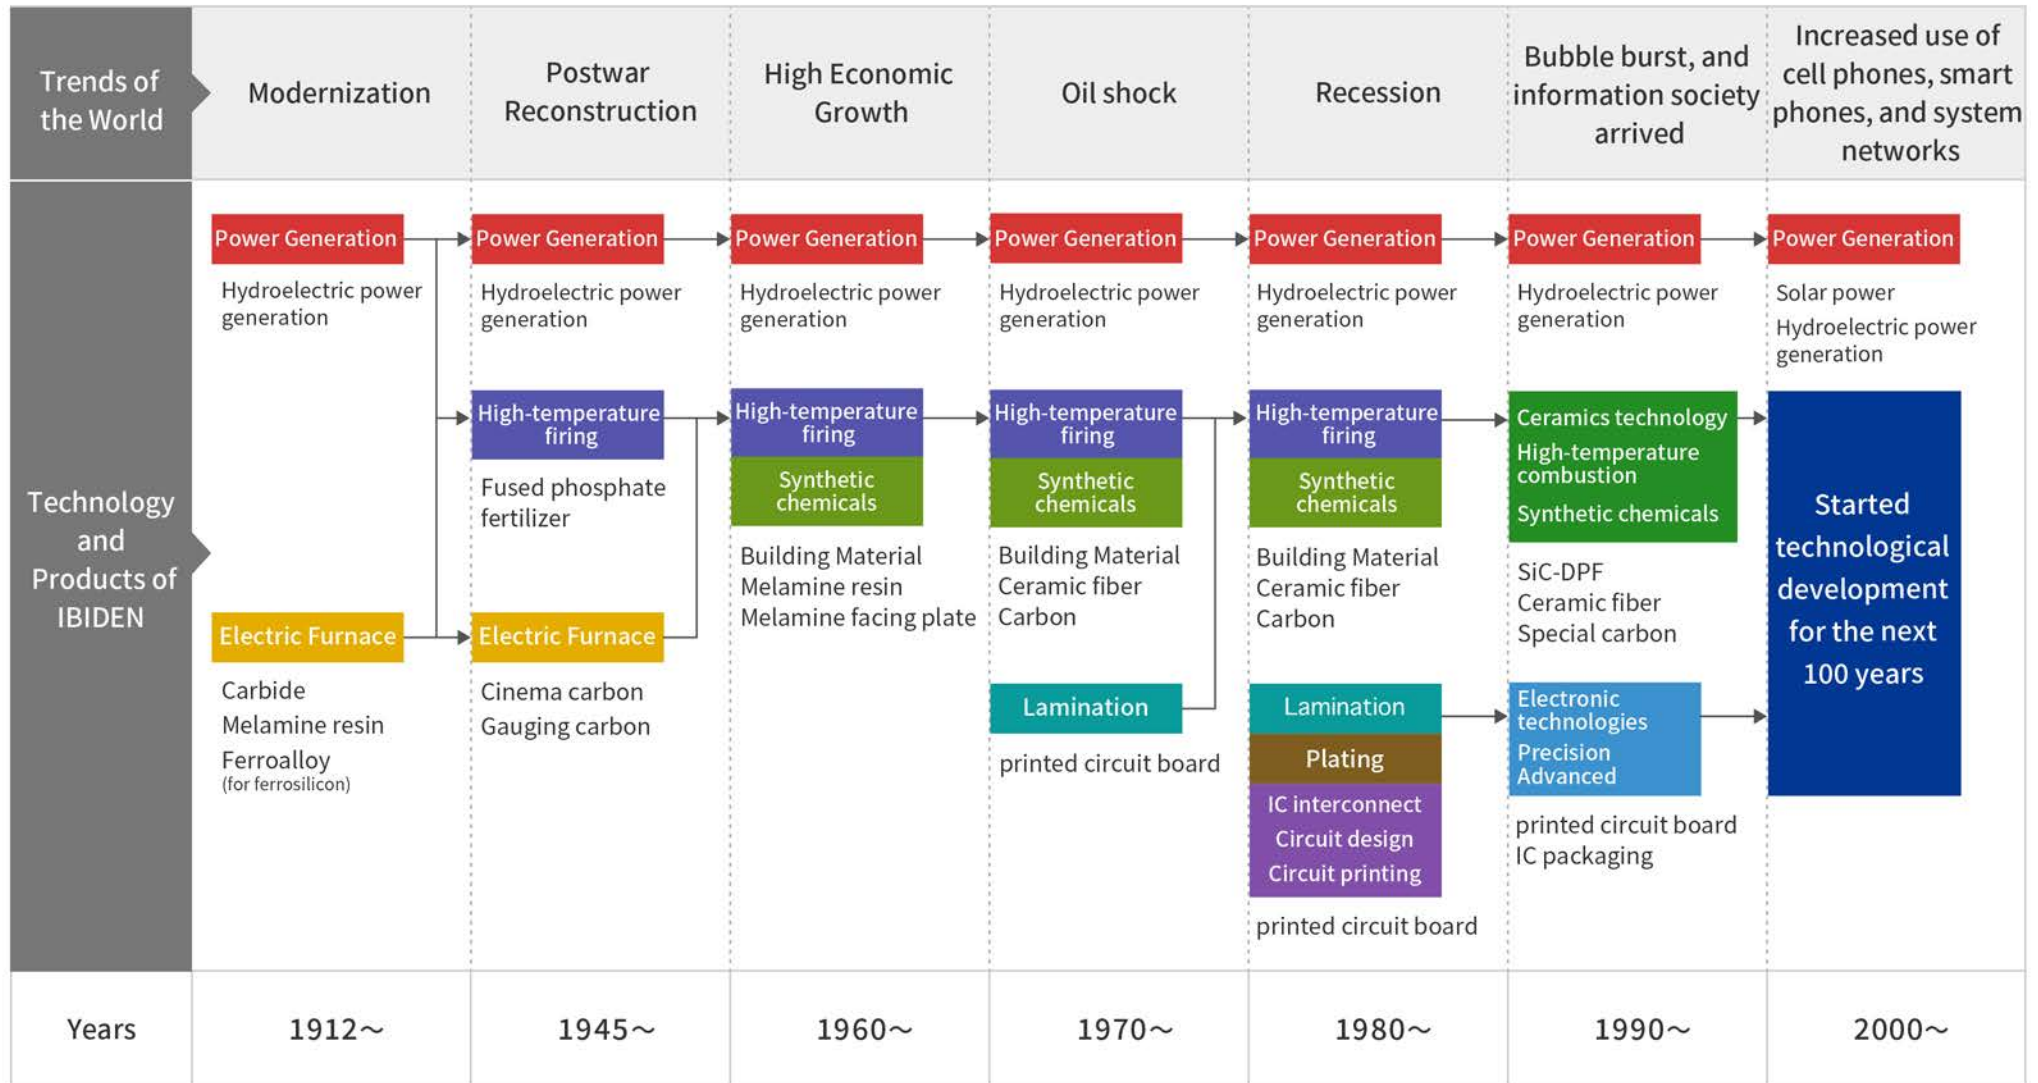 Trends of
the World
Modernization
Postwar
Reconstruction
High Economic
Growth
Oil shock
Recession
Bubble burst, and
information society
arrived
Increased use of
cell phones, smart
phones, and system
networks
Technology
and
Products of
IBIDEN
Power Generation
Hydroelectric power
generation
Electric Furnace
Carbide
Melamine resin
Ferroalloy
(for ferrosilicon)
Power Generation
Hydroelectric power
generation
High-temperature
firing
Fused phosphate
fertilizer
Electric Furnace
Cinema carbon
Gauging carbon
Power Generation
Hydroelectric power
generation
High-temperature
firing
Synthetic
chemicals
Building Material
Melamine resin
Melamine facing plate
Power Generation
Hydroelectric power
generation
High-temperature
firing
Synthetic
chemicals
Building Material
Ceramic fiber
Carbon
Lamination
printed circuit board
Power Generation
Hydroelectric power
generation
High-temperature
firing
Synthetic
chemicals
Building Material
Ceramic fiber
Carbon
Lamination
Plating
IC interconnect
Circuit design
Circuit printing
printed circuit board
Power Generation
Hydroelectric power
generation
Ceramics technology
High-temperature
combustion
Synthetic chemicals
SiC-DPF
Ceramic fiber
Special carbon
Electronic
technologies
Precision
Advanced
printed circuit board
IC packaging
Power Generation
Solar power
Hydroelectric power
generation
Started
technological
development
for the next
100 years
Years
1912～
1945～
1960～
1970～
1980～
1990～
2000～